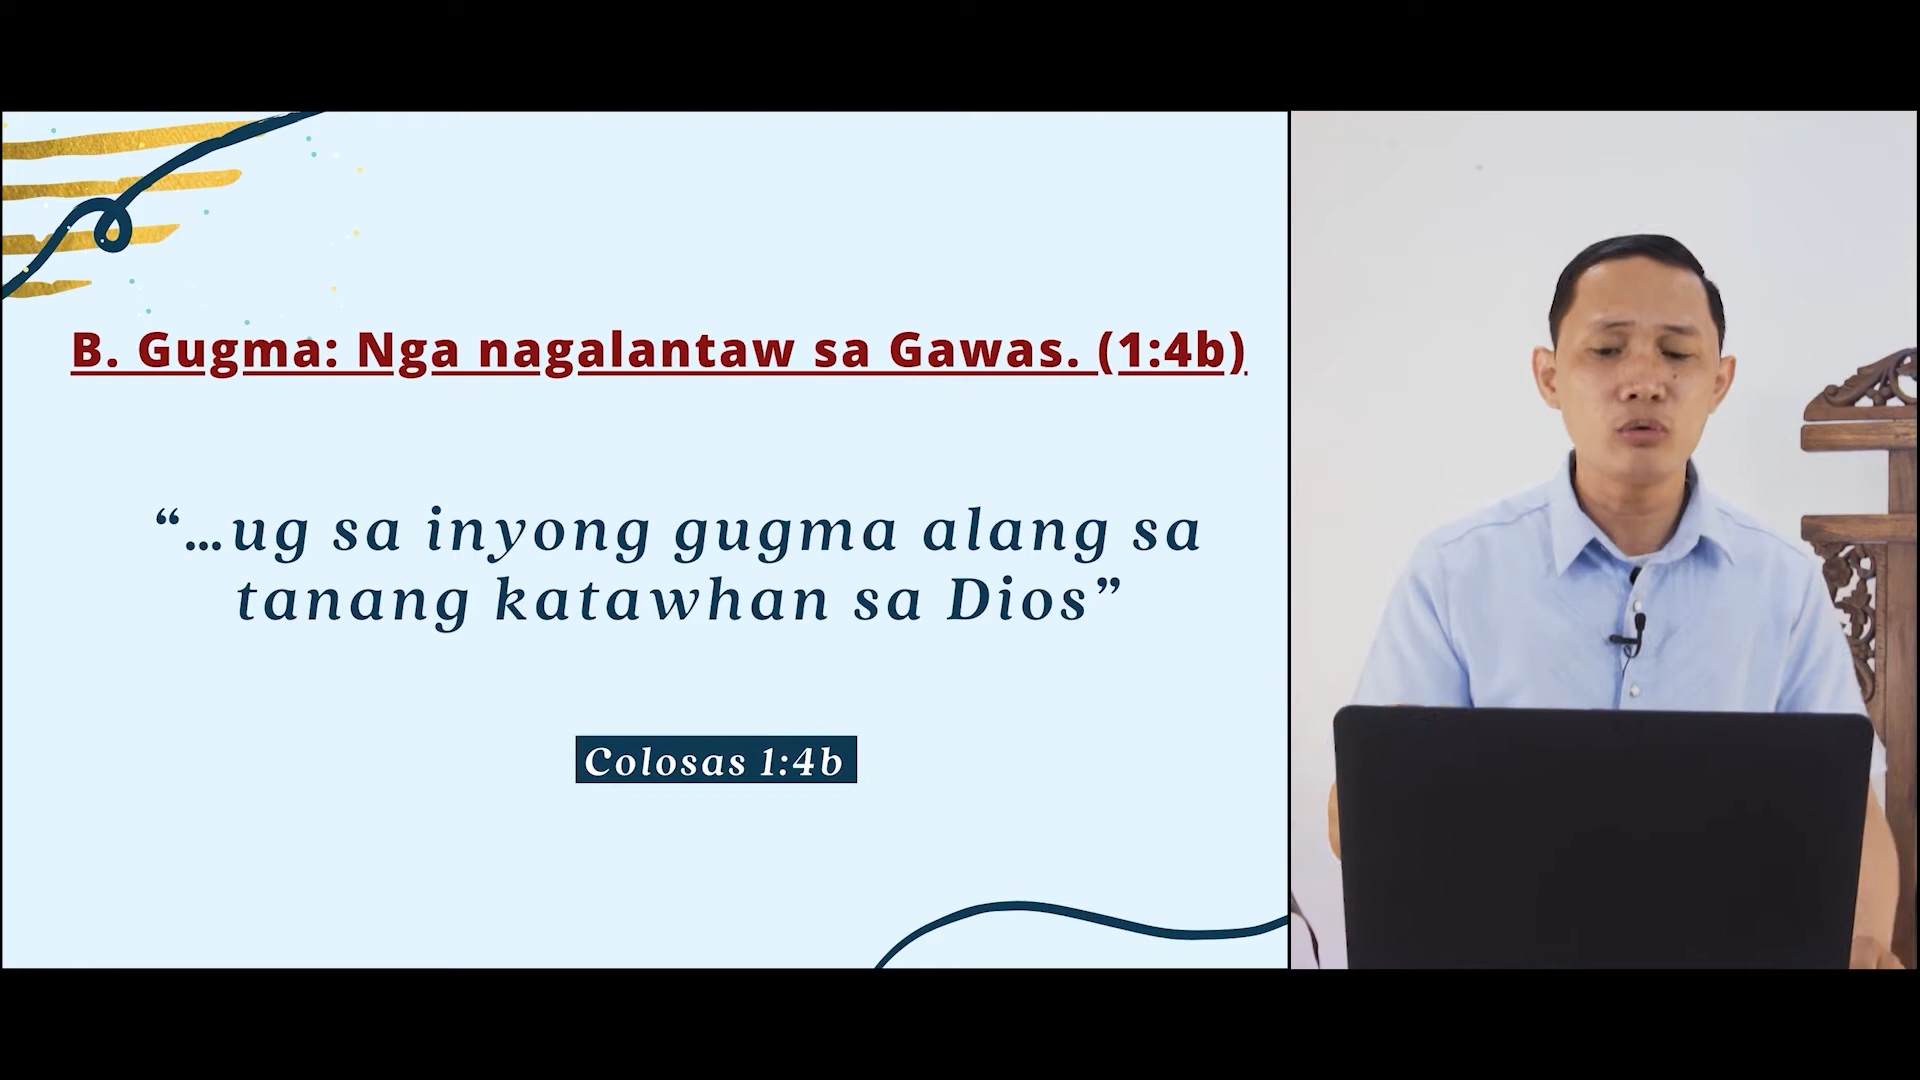 B. Gugma: Nga nagalantaw sa Gawas. (1:4b)
“...ug sa inyong gugma alang sa
tanang katawhan sa Dios”
Colosas 1:4b